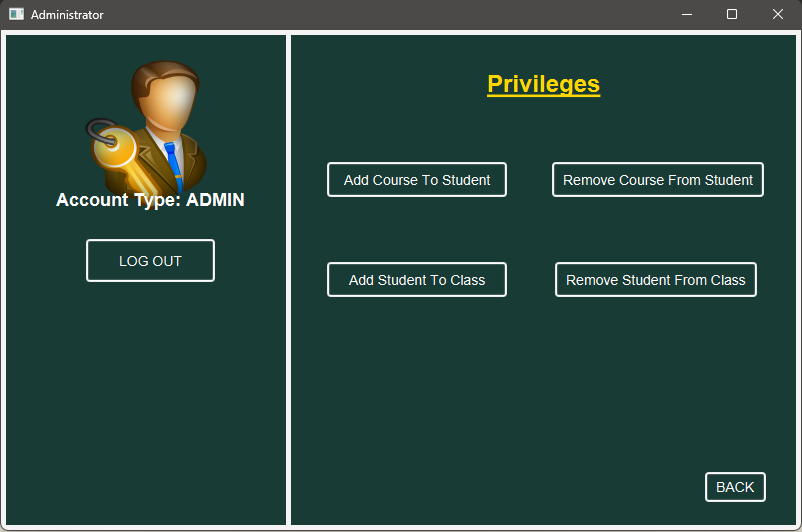 Administrator
Account Type: ADMIN
LOG OUT
Privileges
Add Course To Student
Remove Course From Student
Add Student To Class
Remove Student From Class
BACK